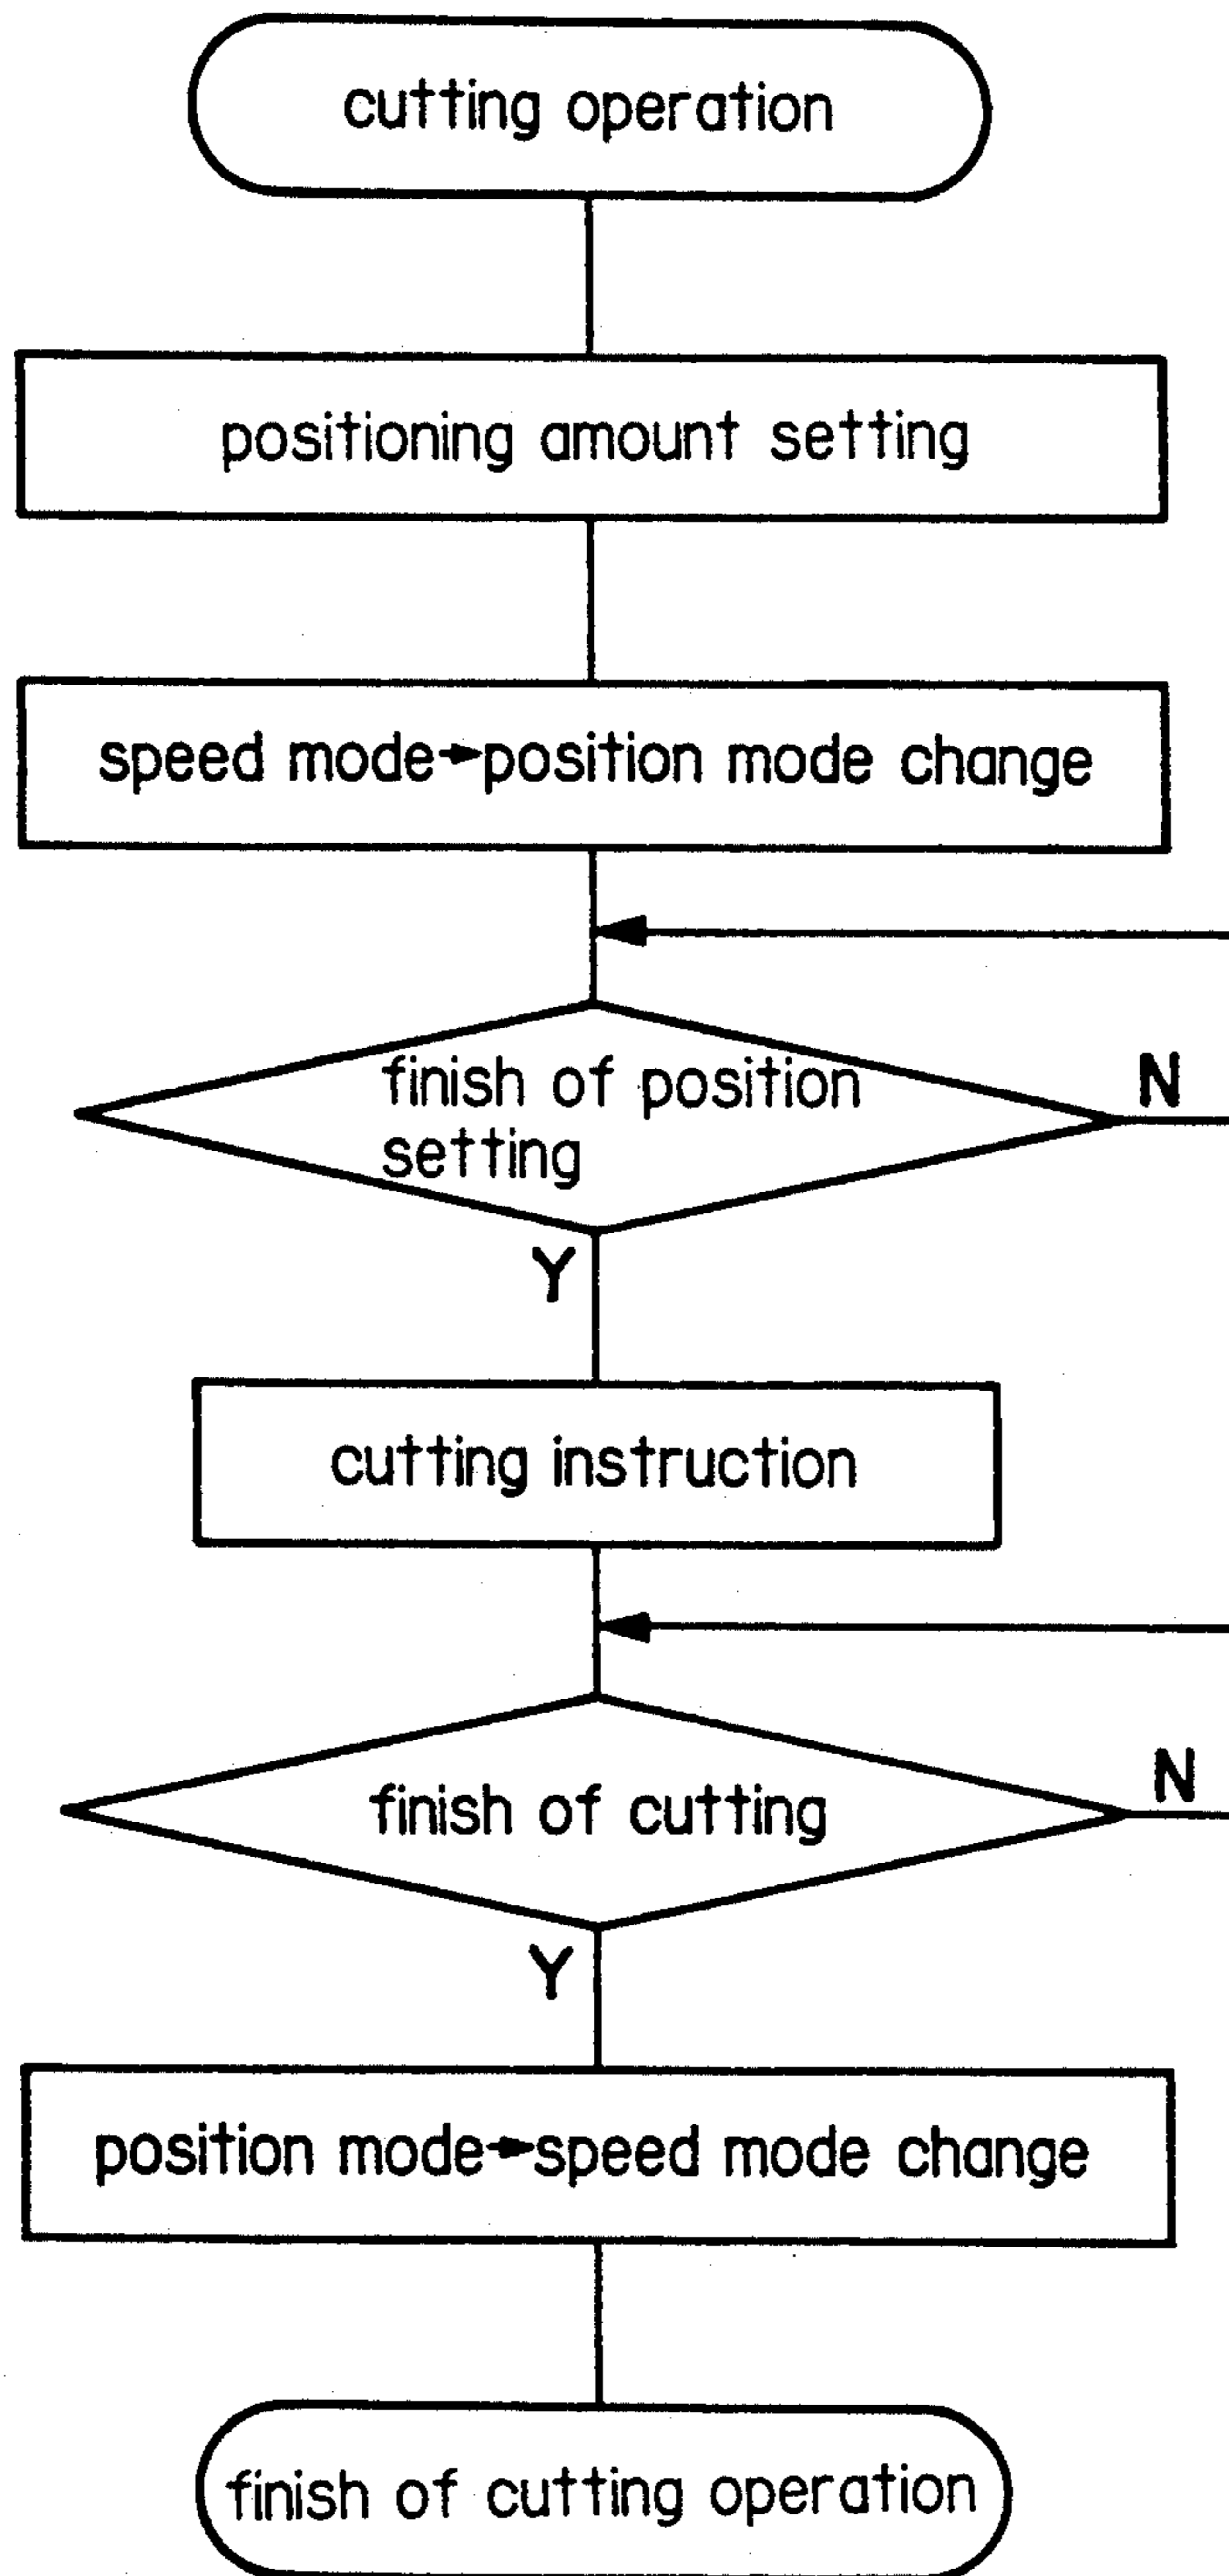 cutting operation
positioning amount setting
speed mode→position mode change
finish of position
setting
N
Y
cutting instruction
finish of cutting
N
Y
position mode→speed mode change
finish of cutting operation